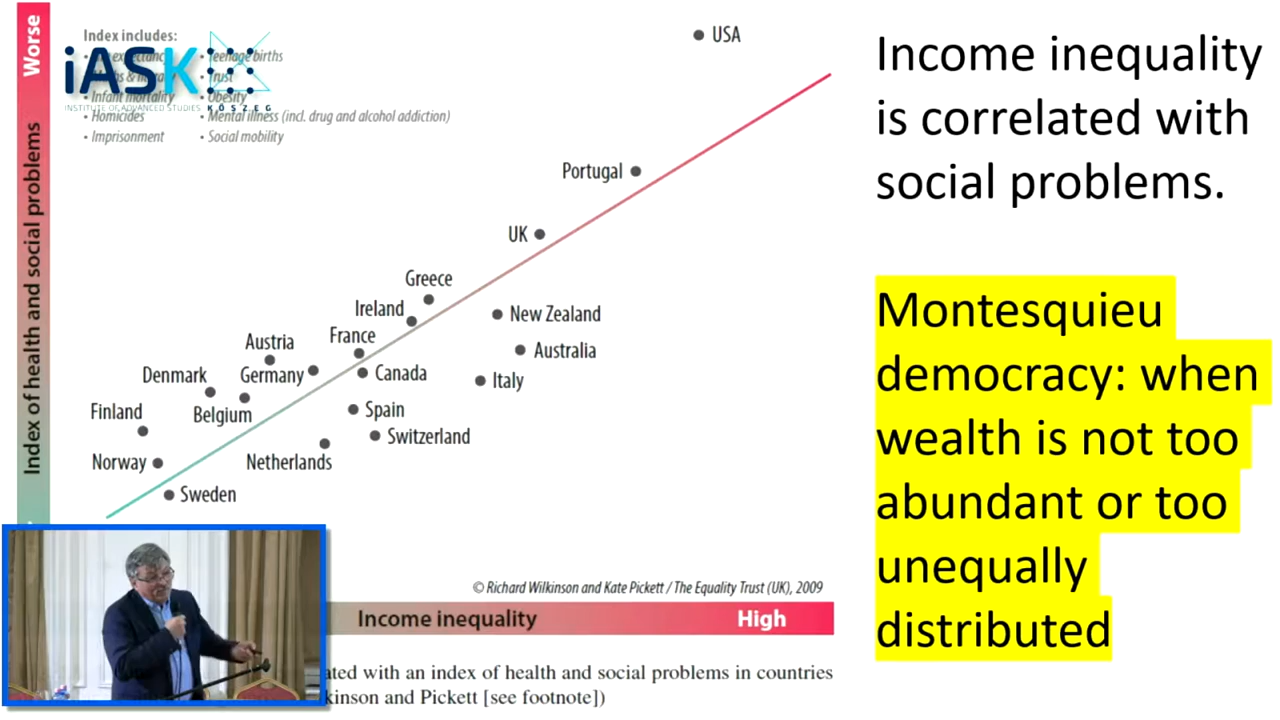 Worse
Index of health and social problems
Index includes:
• Teenage births
• Trust
• Infant mortality
• Obesity
• Homicides
• Mental illness (incl. drug and alcohol addiction)
• Imprisonment
• Social mobility
iASK
INSTITUTE OF ADVANCED STUDIES KŐSZEG
USA
Portugal
UK
Greece
Ireland
New Zealand
France
Australia
Austria
Germany
Canada
Italy
Denmark
Belgium
Spain
Finland
Switzerland
Norway
Netherlands
Sweden
© Richard Wilkinson and Kate Pickett / The Equality Trust (UK), 2009
Income inequality
High
ated with an index of health and social problems in countries
kinson and Pickett [see footnote])
Income inequality
is correlated with
social problems.
Montesquieu
democracy: when
wealth is not too
abundant or too
unequally
distributed